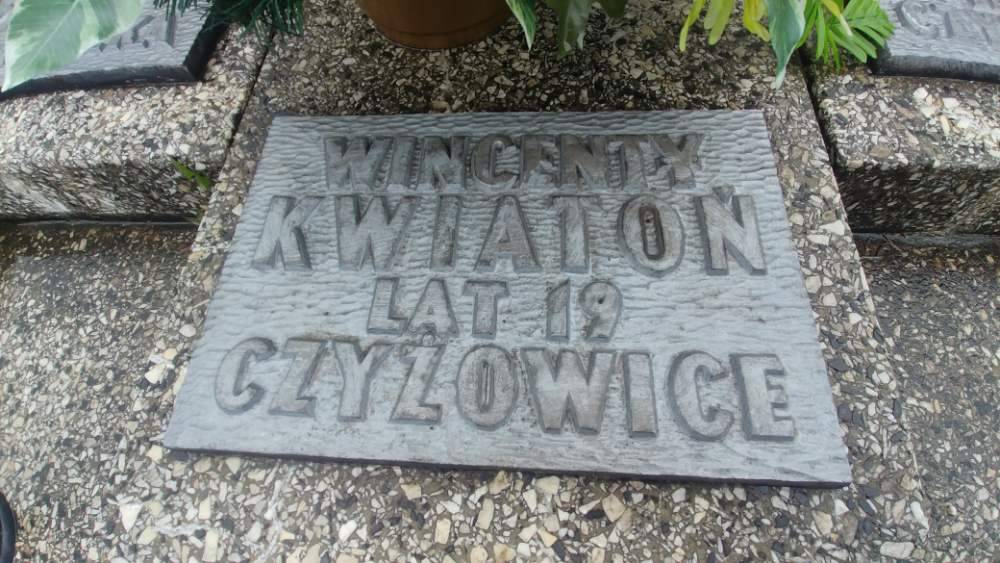 WINCENTY
KWIATOŃ
LAT 19
CZYŻOWICE